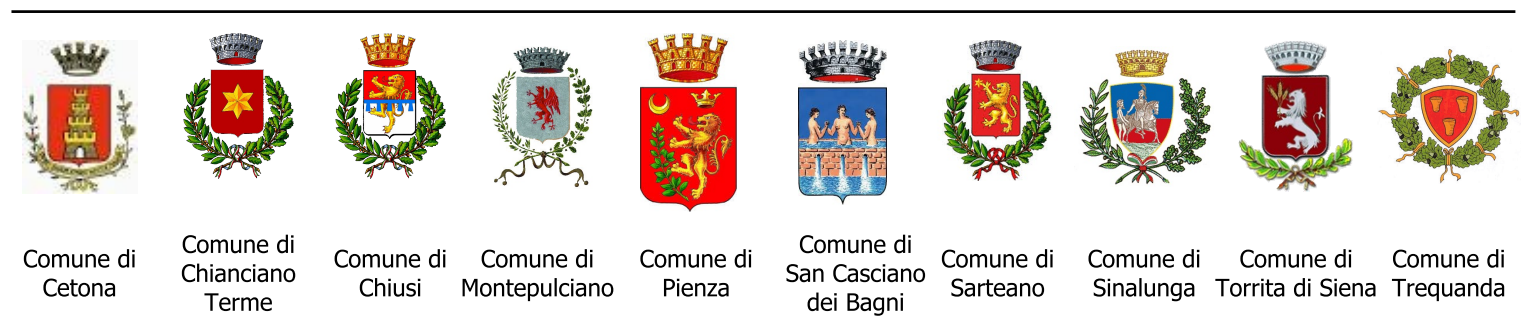 Comune di
Cetona
Comune di
Chianciano
Terme
Comune di
Chiusi
Comune di
Montepulciano
Comune di
Pienza
Comune di
San Casciano
dei Bagni
Comune di
Sarteano
Comune di
Sinalunga
Comune di
Torrita di Siena
Comune di
Trequanda